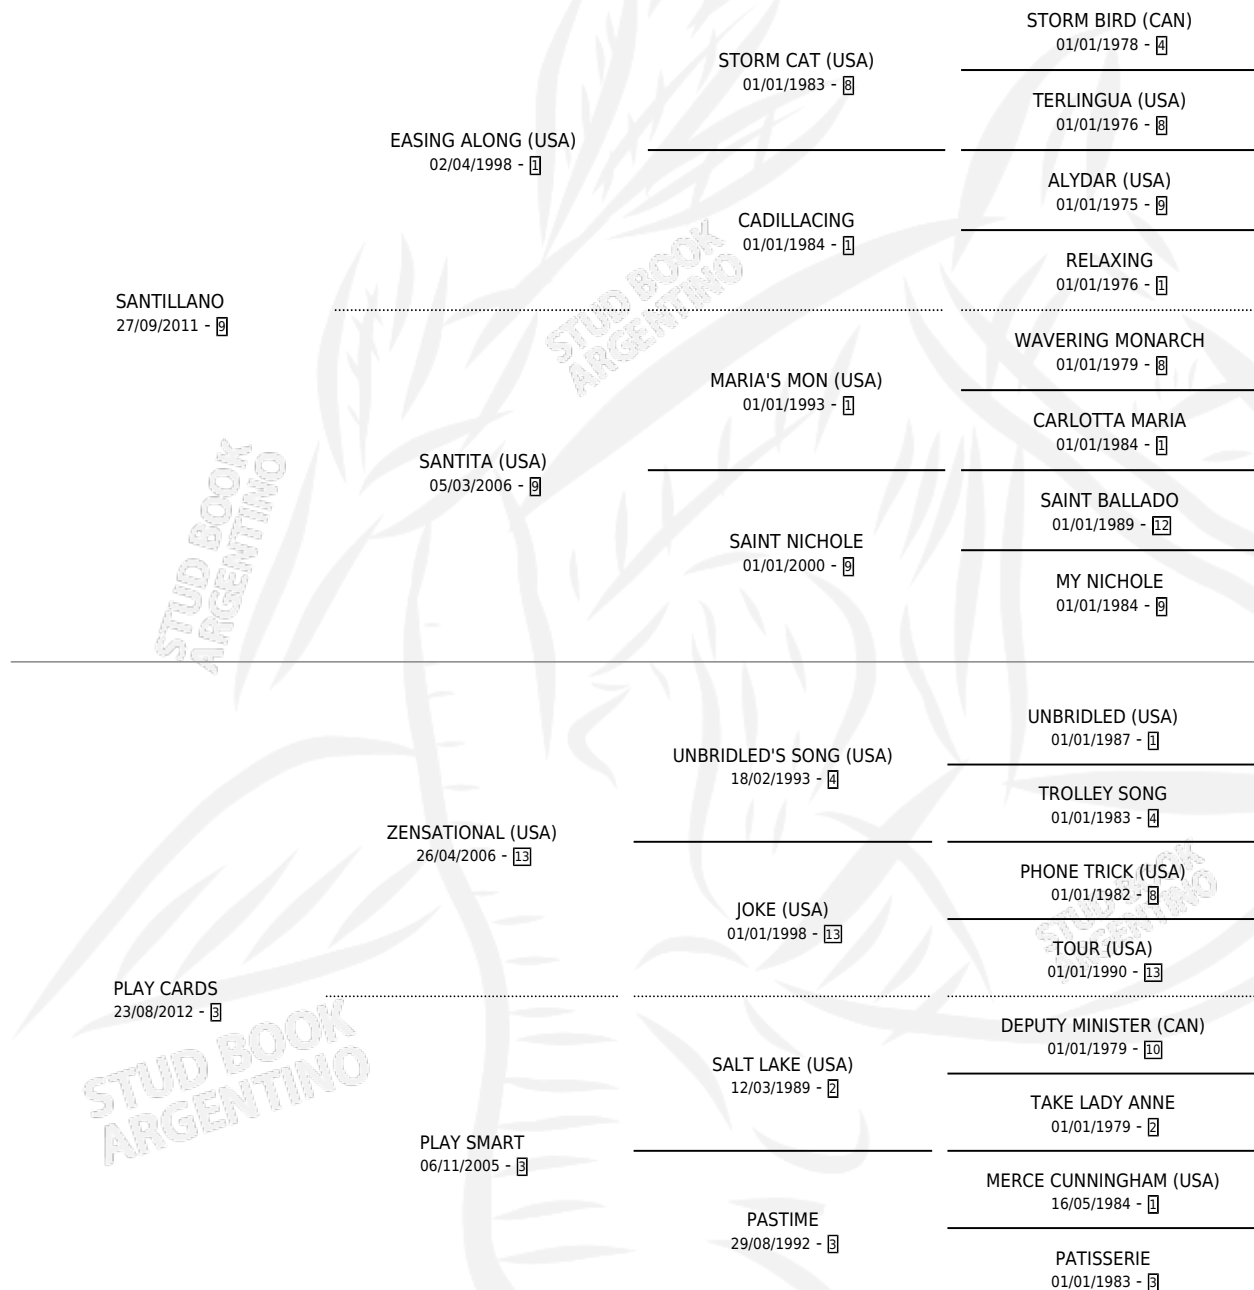 STORM BIRD (CAN)
01/01/1978 - 4
STORM CAT (USA)
01/01/1983 - 8
TERLINGUA (USA)
01/01/1976 - 8
EASING ALONG (USA)
02/04/1998 - 1
ALYDAR (USA)
01/01/1975 - 9
CADILLACING
01/01/1984 - 1
RELAXING
01/01/1976 - 1
SANTILLANO
27/09/2011 - 9
WAVERING MONARCH
01/01/1979 - 8
MARIA'S MON (USA)
01/01/1993 - 1
CARLOTTA MARIA
01/01/1984 - 1
SANTITA (USA)
05/03/2006 - 9
SAINT BALLADO
01/01/1989 - 12
SAINT NICHOLE
01/01/2000 - 9
MY NICHOLE
01/01/1984 - 9
UNBRIDLED (USA)
01/01/1987 - 1
UNBRIDLED'S SONG (USA)
18/02/1993 - 4
TROLLEY SONG
01/01/1983 - 4
ZENSATIONAL (USA)
26/04/2006 - 13
PHONE TRICK (USA)
01/01/1982 - 8
JOKE (USA)
01/01/1998 - 13
TOUR (USA)
01/01/1990 - 13
PLAY CARDS
23/08/2012 - 3
DEPUTY MINISTER (CAN)
01/01/1979 - 10
SALT LAKE (USA)
12/03/1989 - 2
TAKE LADY ANNE
01/01/1979 - 2
PLAY SMART
06/11/2005 - 3
MERCE CUNNINGHAM (USA)
16/05/1984 - 1
PASTIME
29/08/1992 - 3
PATISSERIE
01/01/1983 - 3
STUD BOOK
ARGENTINO
STUD BOOK
ARGENTINO
STUD BOOK
ARGENTINO
STUD BOOK
ARGENTINO